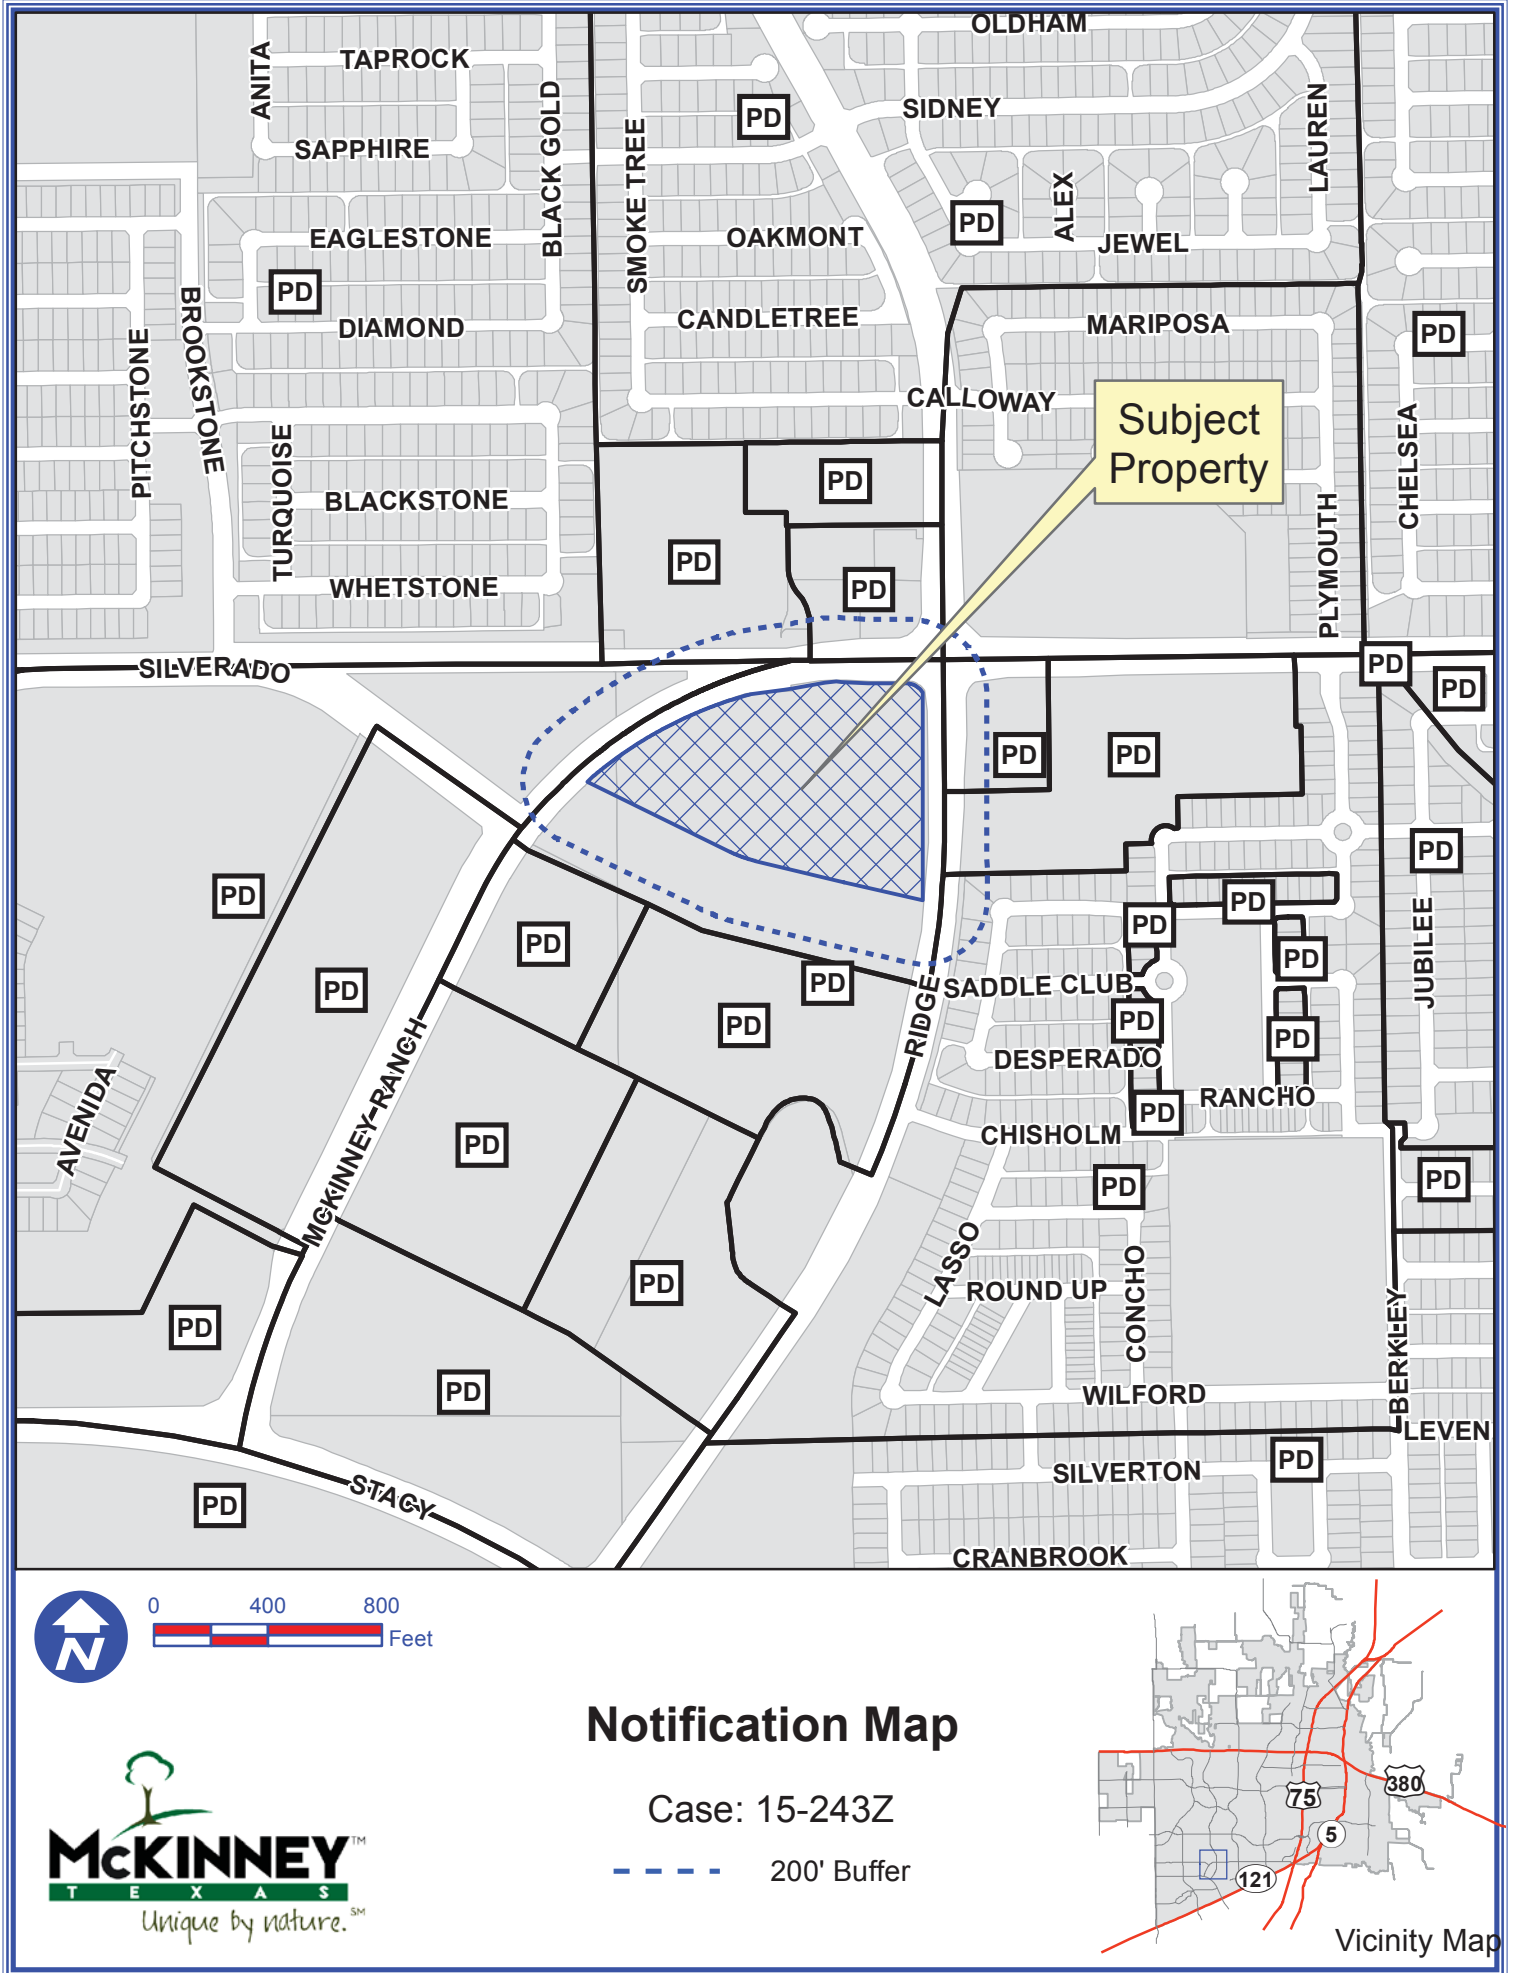 OLDHAM
TAPROCK
ANITA
BLACK GOLD
SIDNEY
LAUREN
PD
SAPPHIRE
SMOKE TREE
ALEX
PD
EAGLESTONE
OAKMONT
JEWEL
PD
BROOKSTONE
DIAMOND
CANDLETREE
MARIPOSA
PD
PITCHSTONE
CALLOWAY
Subject
Property
CHELSEA
TURQUOISE
BLACKSTONE
PD
PLYMOUTH
PD
PD
WHETSTONE
SILVERADO
PD
PD
PD
PD
PD
PD
PD
PD
PD
PD
JUBILEE
PD
PD
PD
SADDLE CLUB
RIDGE
PD
PD
PD
DESPERADO
MCKINNEY RANCH
RANCHO
PD
AVENIDA
CHISHOLM
PD
PD
PD
LASSO
CONCHO
PD
ROUND UP
BERKLEY
PD
PD
WILFORD
LEVEN
PD
SILVERTON
STACY
PD
CRANBROOK
N
0 400 800
Feet
Notification Map
Case: 15-243Z
200' Buffer
McKINNEY™
TEXAS
Unique by nature.℠
75
380
5
121
Vicinity Map